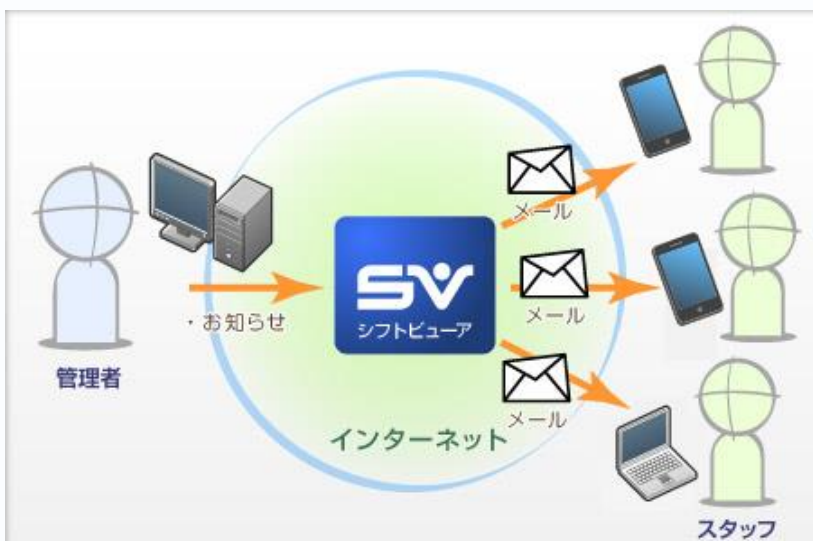 メール
SV
シフトビューア
・お知らせ
メール
管理者
メール
インターネット
スタッフ